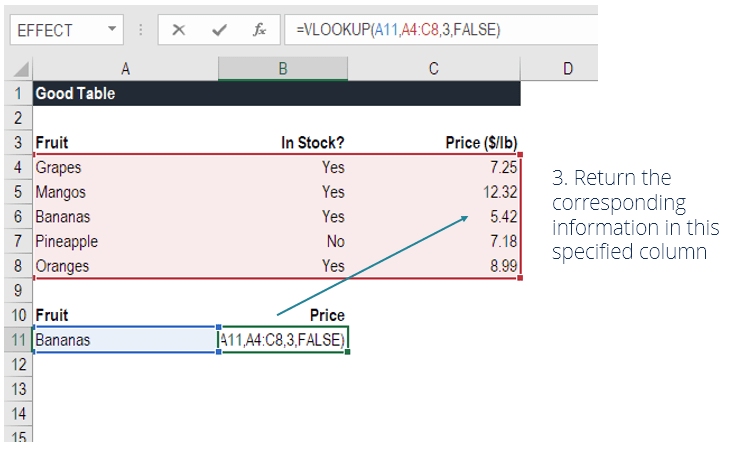 EFFECT fx =VLOOKUP(A11,A4:C8,3,FALSE)
A B C D
1 Good Table
2
3 Fruit In Stock? Price ($/lb)
4 Grapes Yes 7.25
5 Mangos Yes 12.32
6 Bananas Yes 5.42
7 Pineapple No 7.18
8 Oranges Yes 8.99
9
10 Fruit Price
11 Bananas A11,A4:C8,3,FALSE)
12
13
14
15
3. Return the
corresponding
information in this
specified column